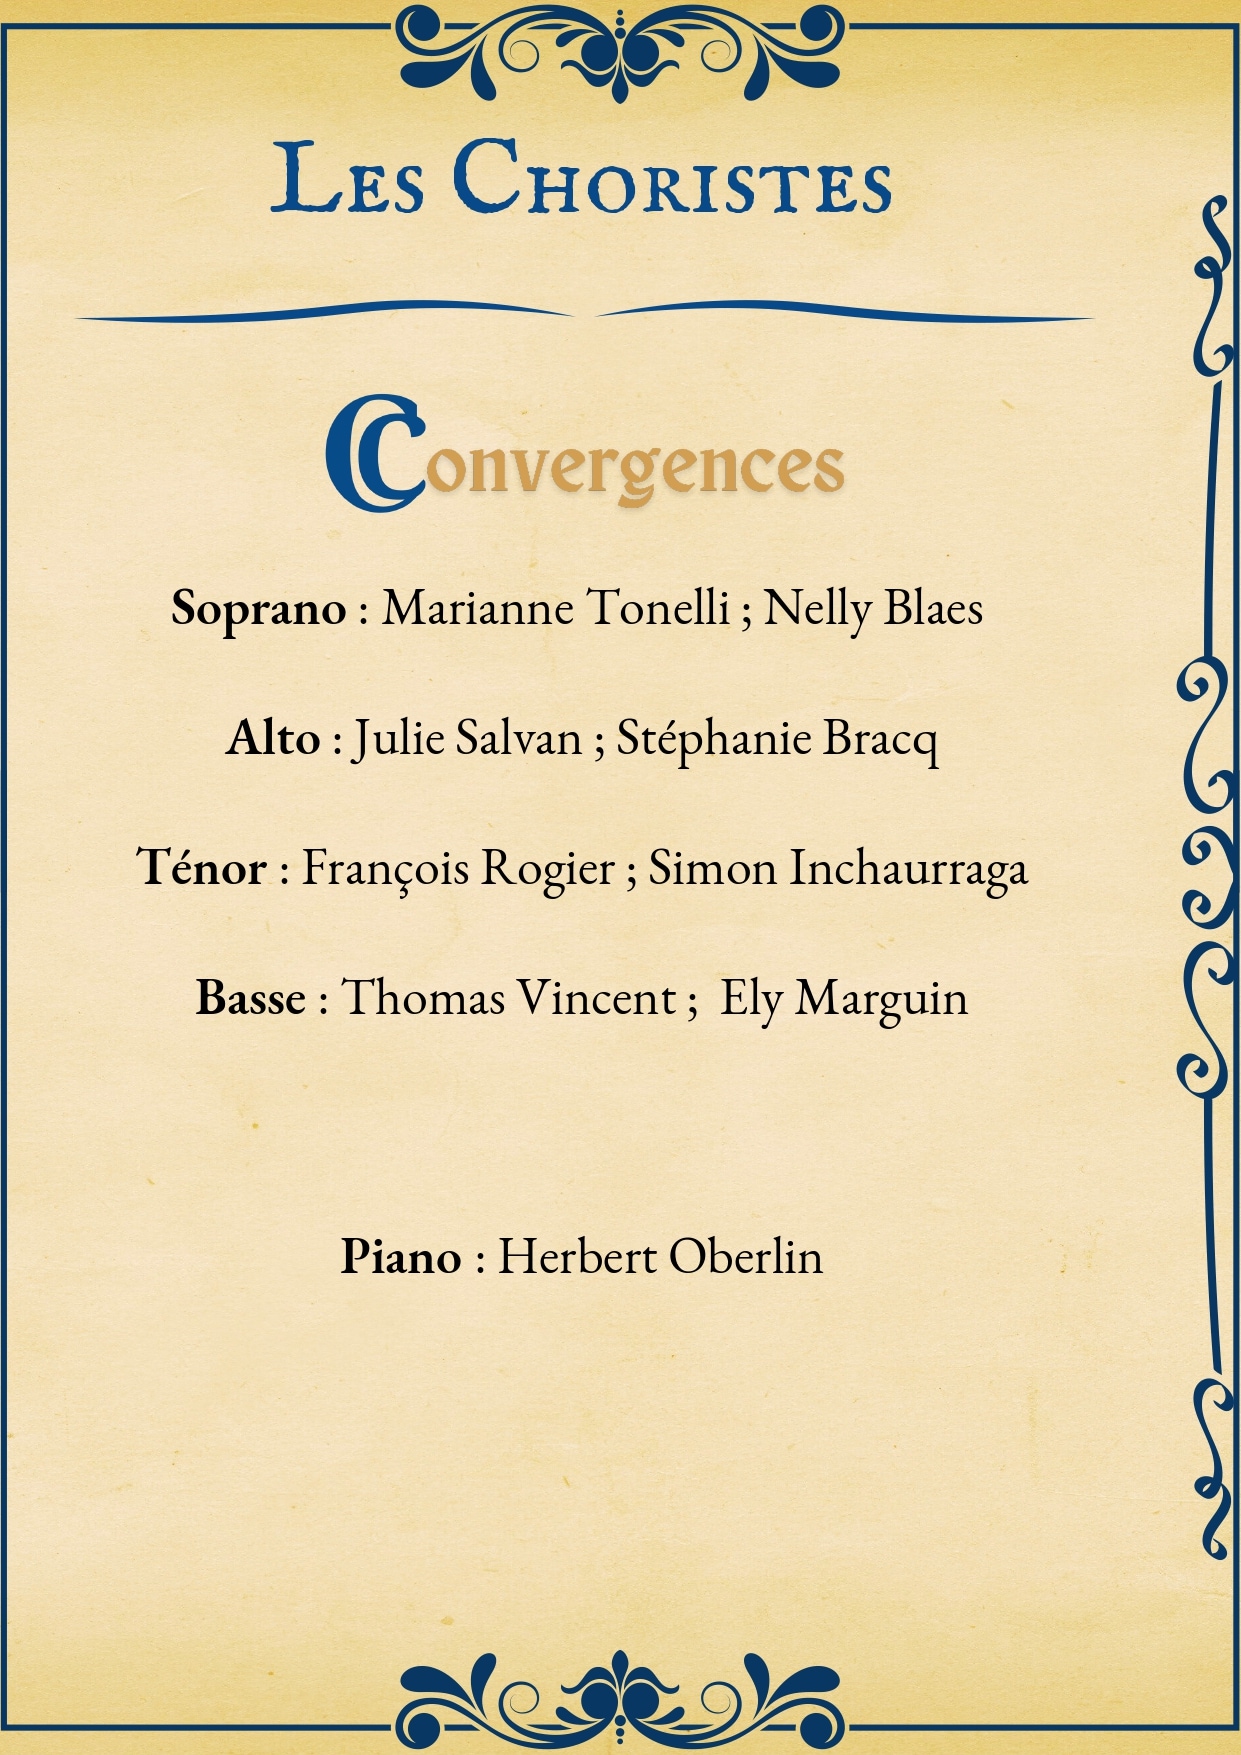 Les Choristes
Convergences
Soprano : Marianne Tonelli ; Nelly Blaes
Alto : Julie Salvan ; Stéphanie Bracq
Ténor : François Rogier ; Simon Inchaurraga
Basse : Thomas Vincent ;  Ely Marguin
Piano : Herbert Oberlin